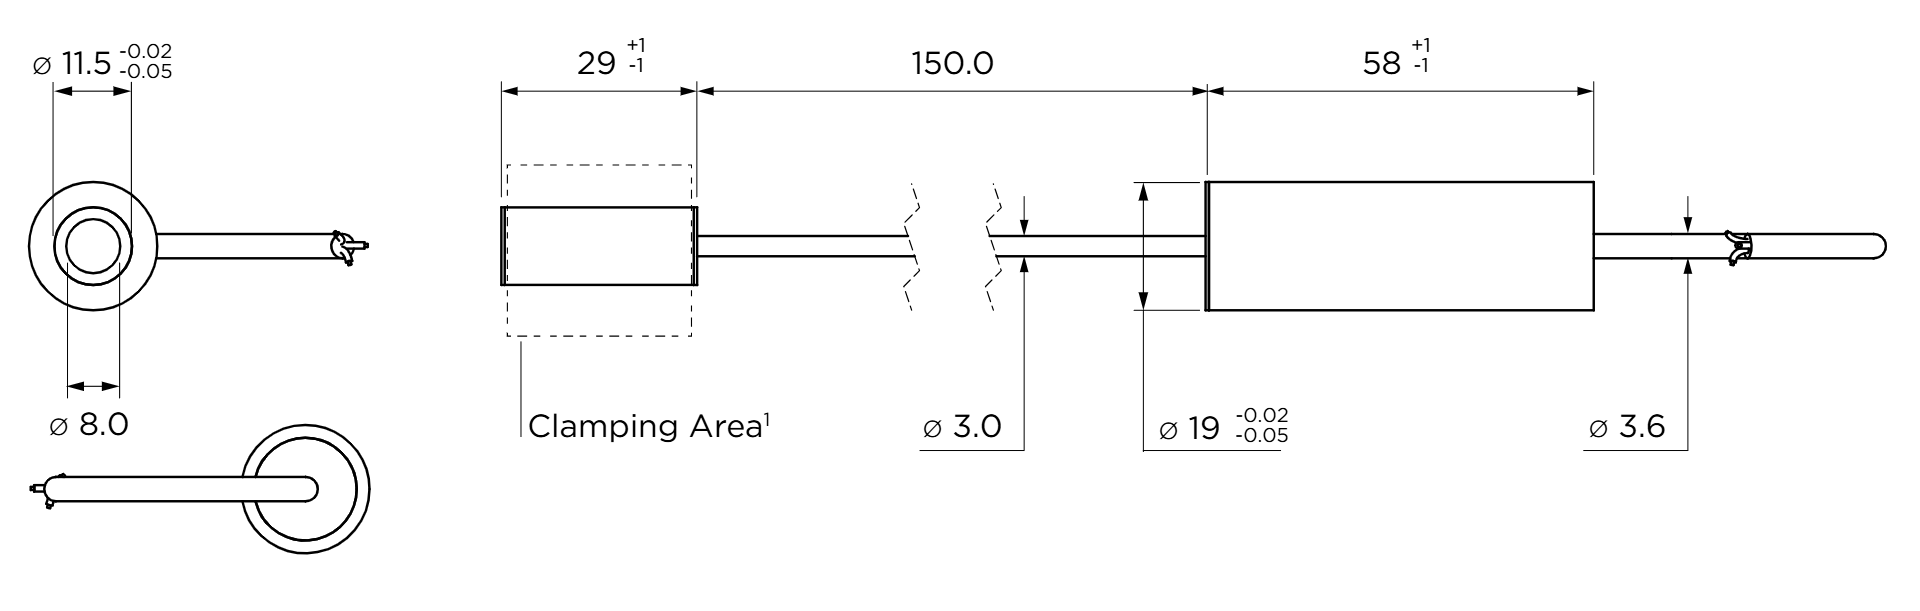 ⌀ 11.5 -0.02 -0.05
29 +1 -1
150.0
58 +1 -1
⌀ 8.0
Clamping Area¹
⌀ 3.0
⌀ 19 -0.02 -0.05
⌀ 3.6